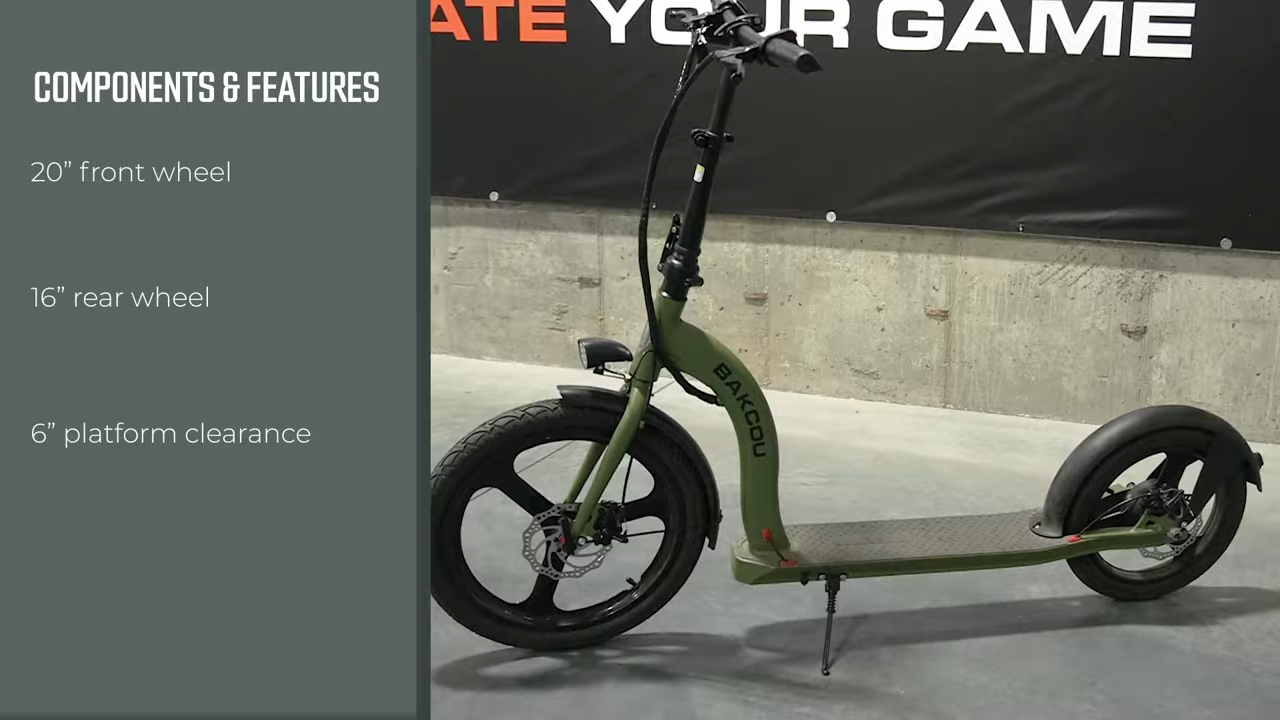 COMPONENTS & FEATURES
20” front wheel
16” rear wheel
6” platform clearance
ATE YOUR GAME
BAKCOU